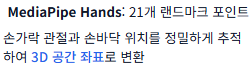 MediaPipe Hands: 21개 랜드마크 포인트
손가락 관절과 손바닥 위치를 정밀하게 추적
하여 3D 공간 좌표로 변환